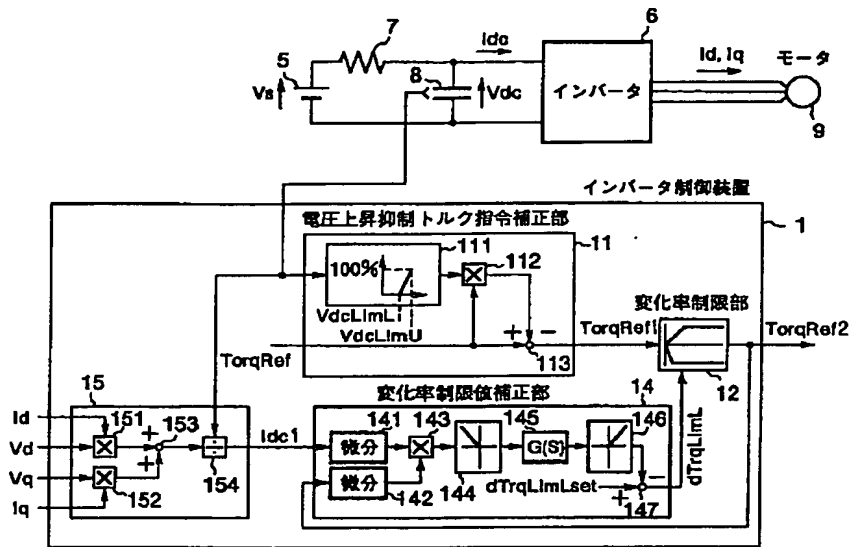 6
7
Idc
Id, Iq
モータ
5
8
Vs
Vdc
インバータ
9
インバータ制御装置
電圧上昇抑制トルク指令補正部
1
111
11
100%
112
変化率制限部
VdcLimL
VdcLimU
TorqRef
TorqRef1
TorqRef2
113
12
変化率制限値補正部
15
14
Id
151
153
Idc1
141
143
145
146
dTrqLimL
Vd
微分
G(S)
Vq
154
微分
144
dTrqLimLset
147
152
142
Iq